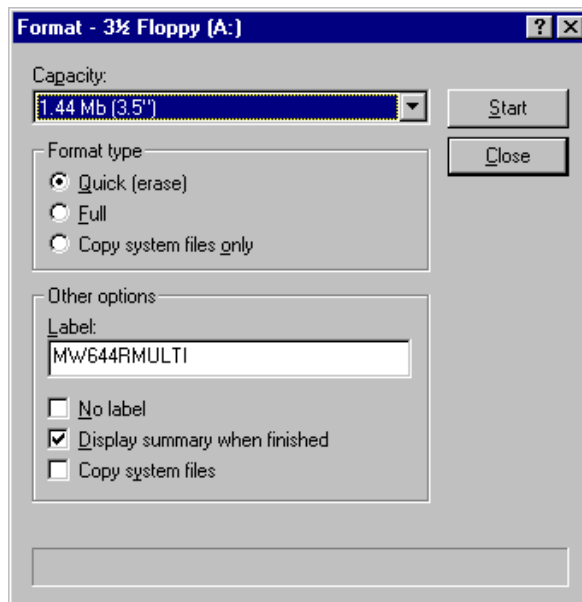 Format - 3½ Floppy (A:)
Capacity:
1.44 Mb (3.5")
Start
Format type
Close
Quick (erase)
Full
Copy system files only
Other options
Label:
MW644RMULTI
No label
Display summary when finished
Copy system files